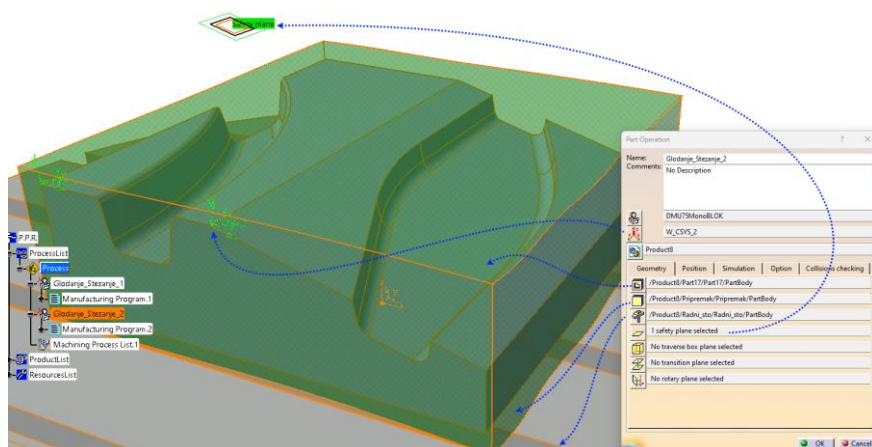 Safety_plane
Part Operation
Name:
Glodanje_Stezanje_2
Comments:
No Description
DMU75MonoBLOK
W_CSYS_2
Product8
Geometry
Position
Simulation
Option
Collisions checking
/Product8/Part17/Part17/PartBody
/Product8/Pripremak/Pripremak/PartBody
/Product8/Radni_sto/Radni_sto/PartBody
1 safety plane selected
No traverse box plane selected
No transition plane selected
No rotary plane selected
OK
Cancel
P.P.R.
ProcessList
Process
Glodanje_Stezanje_1
Manufacturing Program.1
Glodanje_Stezanje_2
Manufacturing Program.2
Machining Process List.1
ProductList
ResourcesList